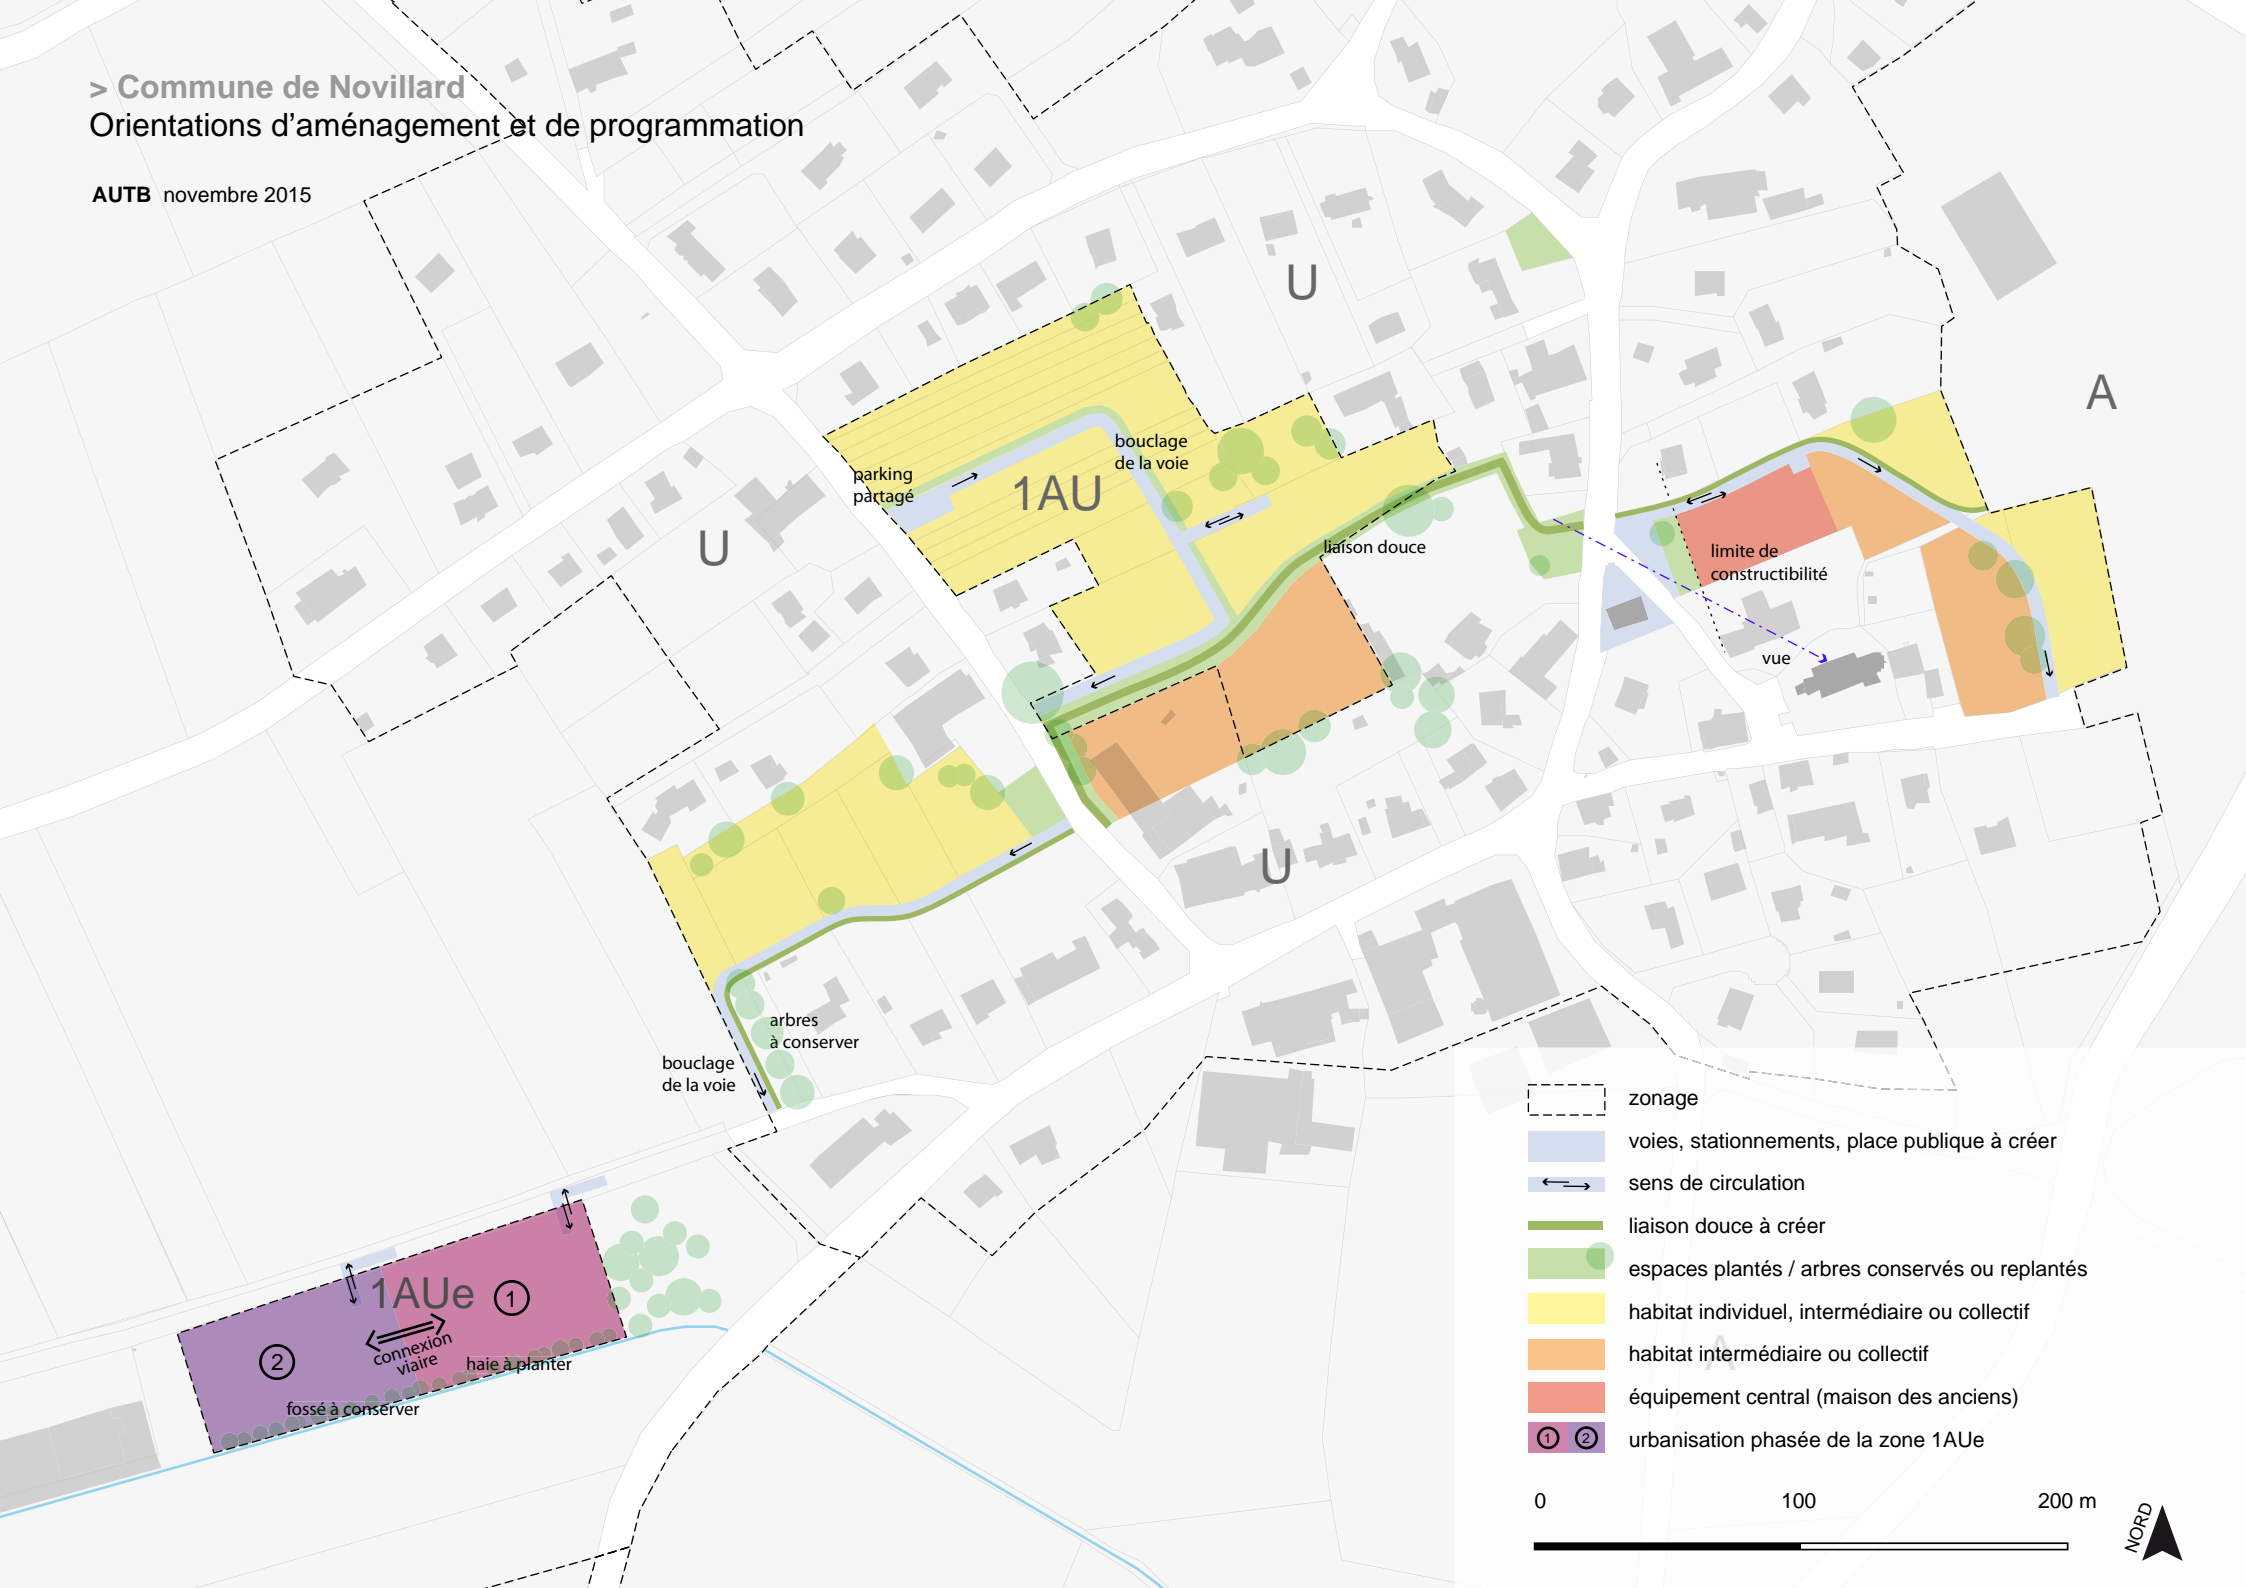 > Commune de Novillard
Orientations d'aménagement et de programmation
AUTB novembre 2015
U
A
bouclage
de la voie
parking
partagé
1AU
U
liaison douce
limite de
constructibilité
vue
U
arbres
à conserver
bouclage
de la voie
1AUe
1
2
connexion
viaire
haie à planter
fossé à conserver
zonage
voies, stationnements, place publique à créer
sens de circulation
liaison douce à créer
espaces plantés / arbres conservés ou replantés
habitat individuel, intermédiaire ou collectif
A
habitat intermédiaire ou collectif
équipement central (maison des anciens)
1 2 urbanisation phasée de la zone 1AUe
0 100 200 m
NORD